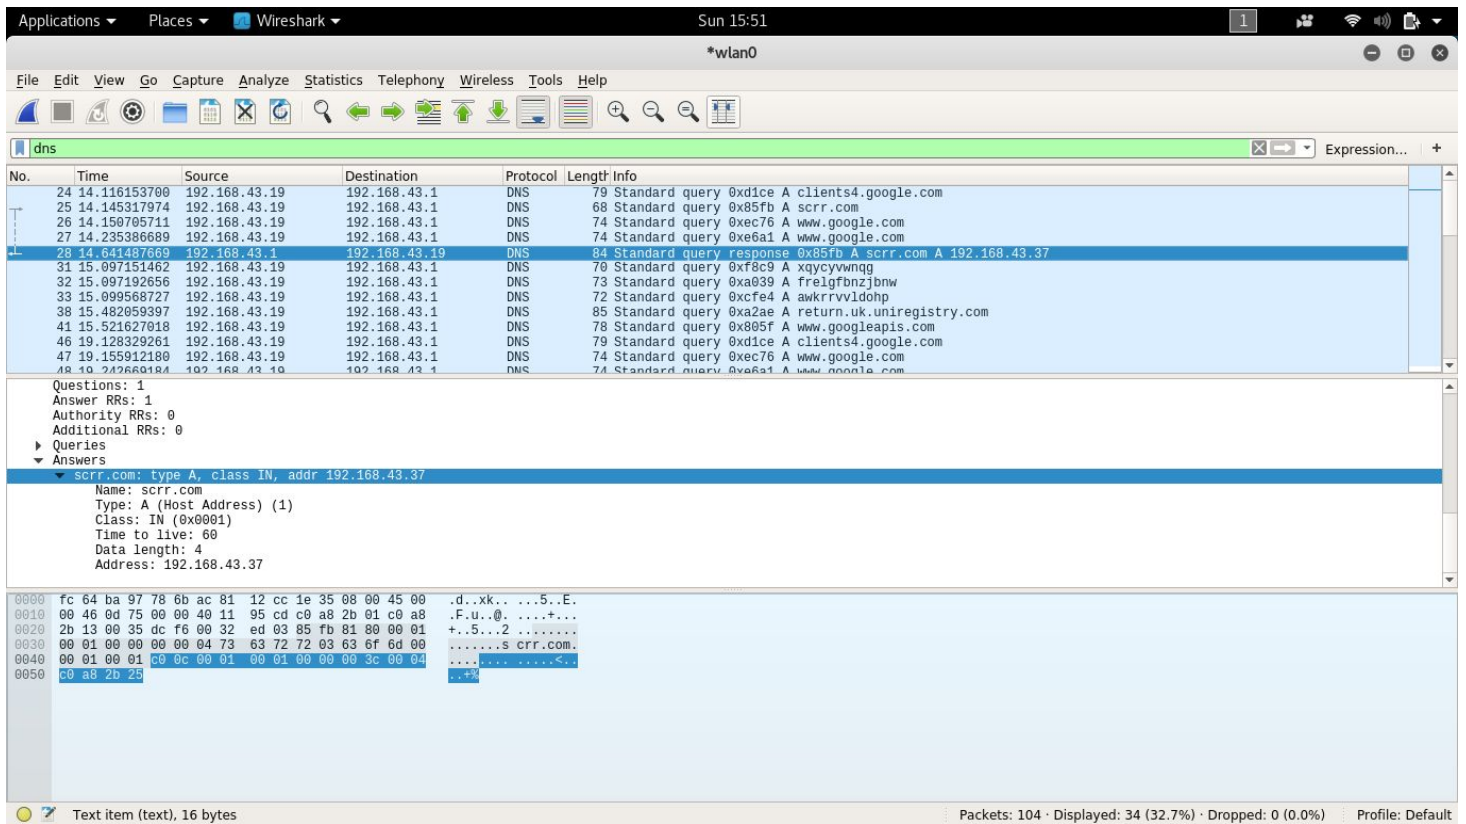 Applications Places Wireshark Sun 15:51 1
*wlan0
File Edit View Go Capture Analyze Statistics Telephony Wireless Tools Help
dns Expression... +
No. Time Source Destination Protocol Length Info
24 14.116153700 192.168.43.19 192.168.43.1 DNS 79 Standard query 0xd1ce A clients4.google.com
25 14.145317974 192.168.43.19 192.168.43.1 DNS 68 Standard query 0x85fb A scrr.com
26 14.150705711 192.168.43.19 192.168.43.1 DNS 74 Standard query 0xec76 A www.google.com
27 14.235386689 192.168.43.19 192.168.43.1 DNS 74 Standard query 0xe6a1 A www.google.com
28 14.641487669 192.168.43.1 192.168.43.19 DNS 84 Standard query response 0x85fb A scrr.com A 192.168.43.37
31 15.097151462 192.168.43.19 192.168.43.1 DNS 70 Standard query 0xf8c9 A xqycyvwnqg
32 15.097192656 192.168.43.19 192.168.43.1 DNS 73 Standard query 0xa039 A frelgfbnzjbnw
33 15.099568727 192.168.43.19 192.168.43.1 DNS 72 Standard query 0xcfe4 A awkrrvvldohp
38 15.482059397 192.168.43.19 192.168.43.1 DNS 85 Standard query 0xa2ae A return.uk.uniregistry.com
41 15.521627018 192.168.43.19 192.168.43.1 DNS 78 Standard query 0x805f A www.googleapis.com
46 19.128329261 192.168.43.19 192.168.43.1 DNS 79 Standard query 0xd1ce A clients4.google.com
47 19.155912180 192.168.43.19 192.168.43.1 DNS 74 Standard query 0xec76 A www.google.com
48 19.242669184 192.168.43.19 192.168.43.1 DNS 74 Standard query 0xe6a1 A www.google.com
Questions: 1
Answer RRs: 1
Authority RRs: 0
Additional RRs: 0
Queries
Answers
scrr.com: type A, class IN, addr 192.168.43.37
Name: scrr.com
Type: A (Host Address) (1)
Class: IN (0x0001)
Time to live: 60
Data length: 4
Address: 192.168.43.37
0000 fc 64 ba 97 78 6b ac 81 12 cc 1e 35 08 00 45 00 .d..xk.. ...5..E.
0010 00 46 0d 75 00 00 40 11 95 cd c0 a8 2b 01 c0 a8 .F.u..@. ....+...
0020 2b 13 00 35 dc f6 00 32 ed 03 85 fb 81 80 00 01 +..5...2 ........
0030 00 01 00 00 00 00 04 73 63 72 72 03 63 6f 6d 00 .......s crr.com.
0040 00 01 00 01 c0 0c 00 01 00 01 00 00 00 3c 00 04 ........ .....<..
0050 c0 a8 2b 25 ..+%
Text item (text), 16 bytes Packets: 104 · Displayed: 34 (32.7%) · Dropped: 0 (0.0%) Profile: Default